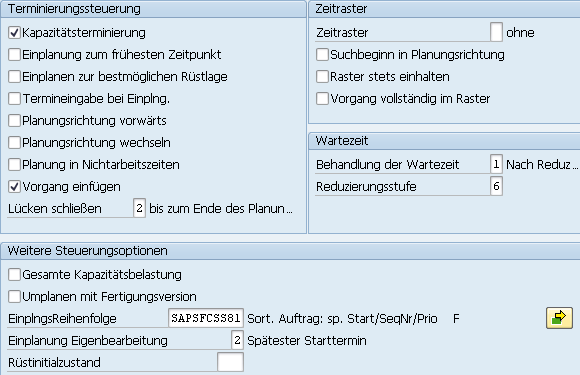 Terminierungssteuerung
Kapazitätsterminierung
Einplanung zum frühesten Zeitpunkt
Einplanen zur bestmöglichen Rüstlage
Termineingabe bei Einplng.
Planungsrichtung vorwärts
Planungsrichtung wechseln
Planung in Nichtarbeitszeiten
Vorgang einfügen
Lücken schließen 2 bis zum Ende des Planun...
Zeitraster
Zeitraster ohne
Suchbeginn in Planungsrichtung
Raster stets einhalten
Vorgang vollständig im Raster
Wartezeit
Behandlung der Wartezeit 1 Nach Reduz...
Reduzierungsstufe 6
Weitere Steuerungsoptionen
Gesamte Kapazitätsbelastung
Umplanen mit Fertigungsversion
EinplngsReihenfolge SAPSFCSS81 Sort. Auftrag: sp. Start/SeqNr/Prio F
Einplanung Eigenbearbeitung 2 Spätester Starttermin
Rüstinitialzustand